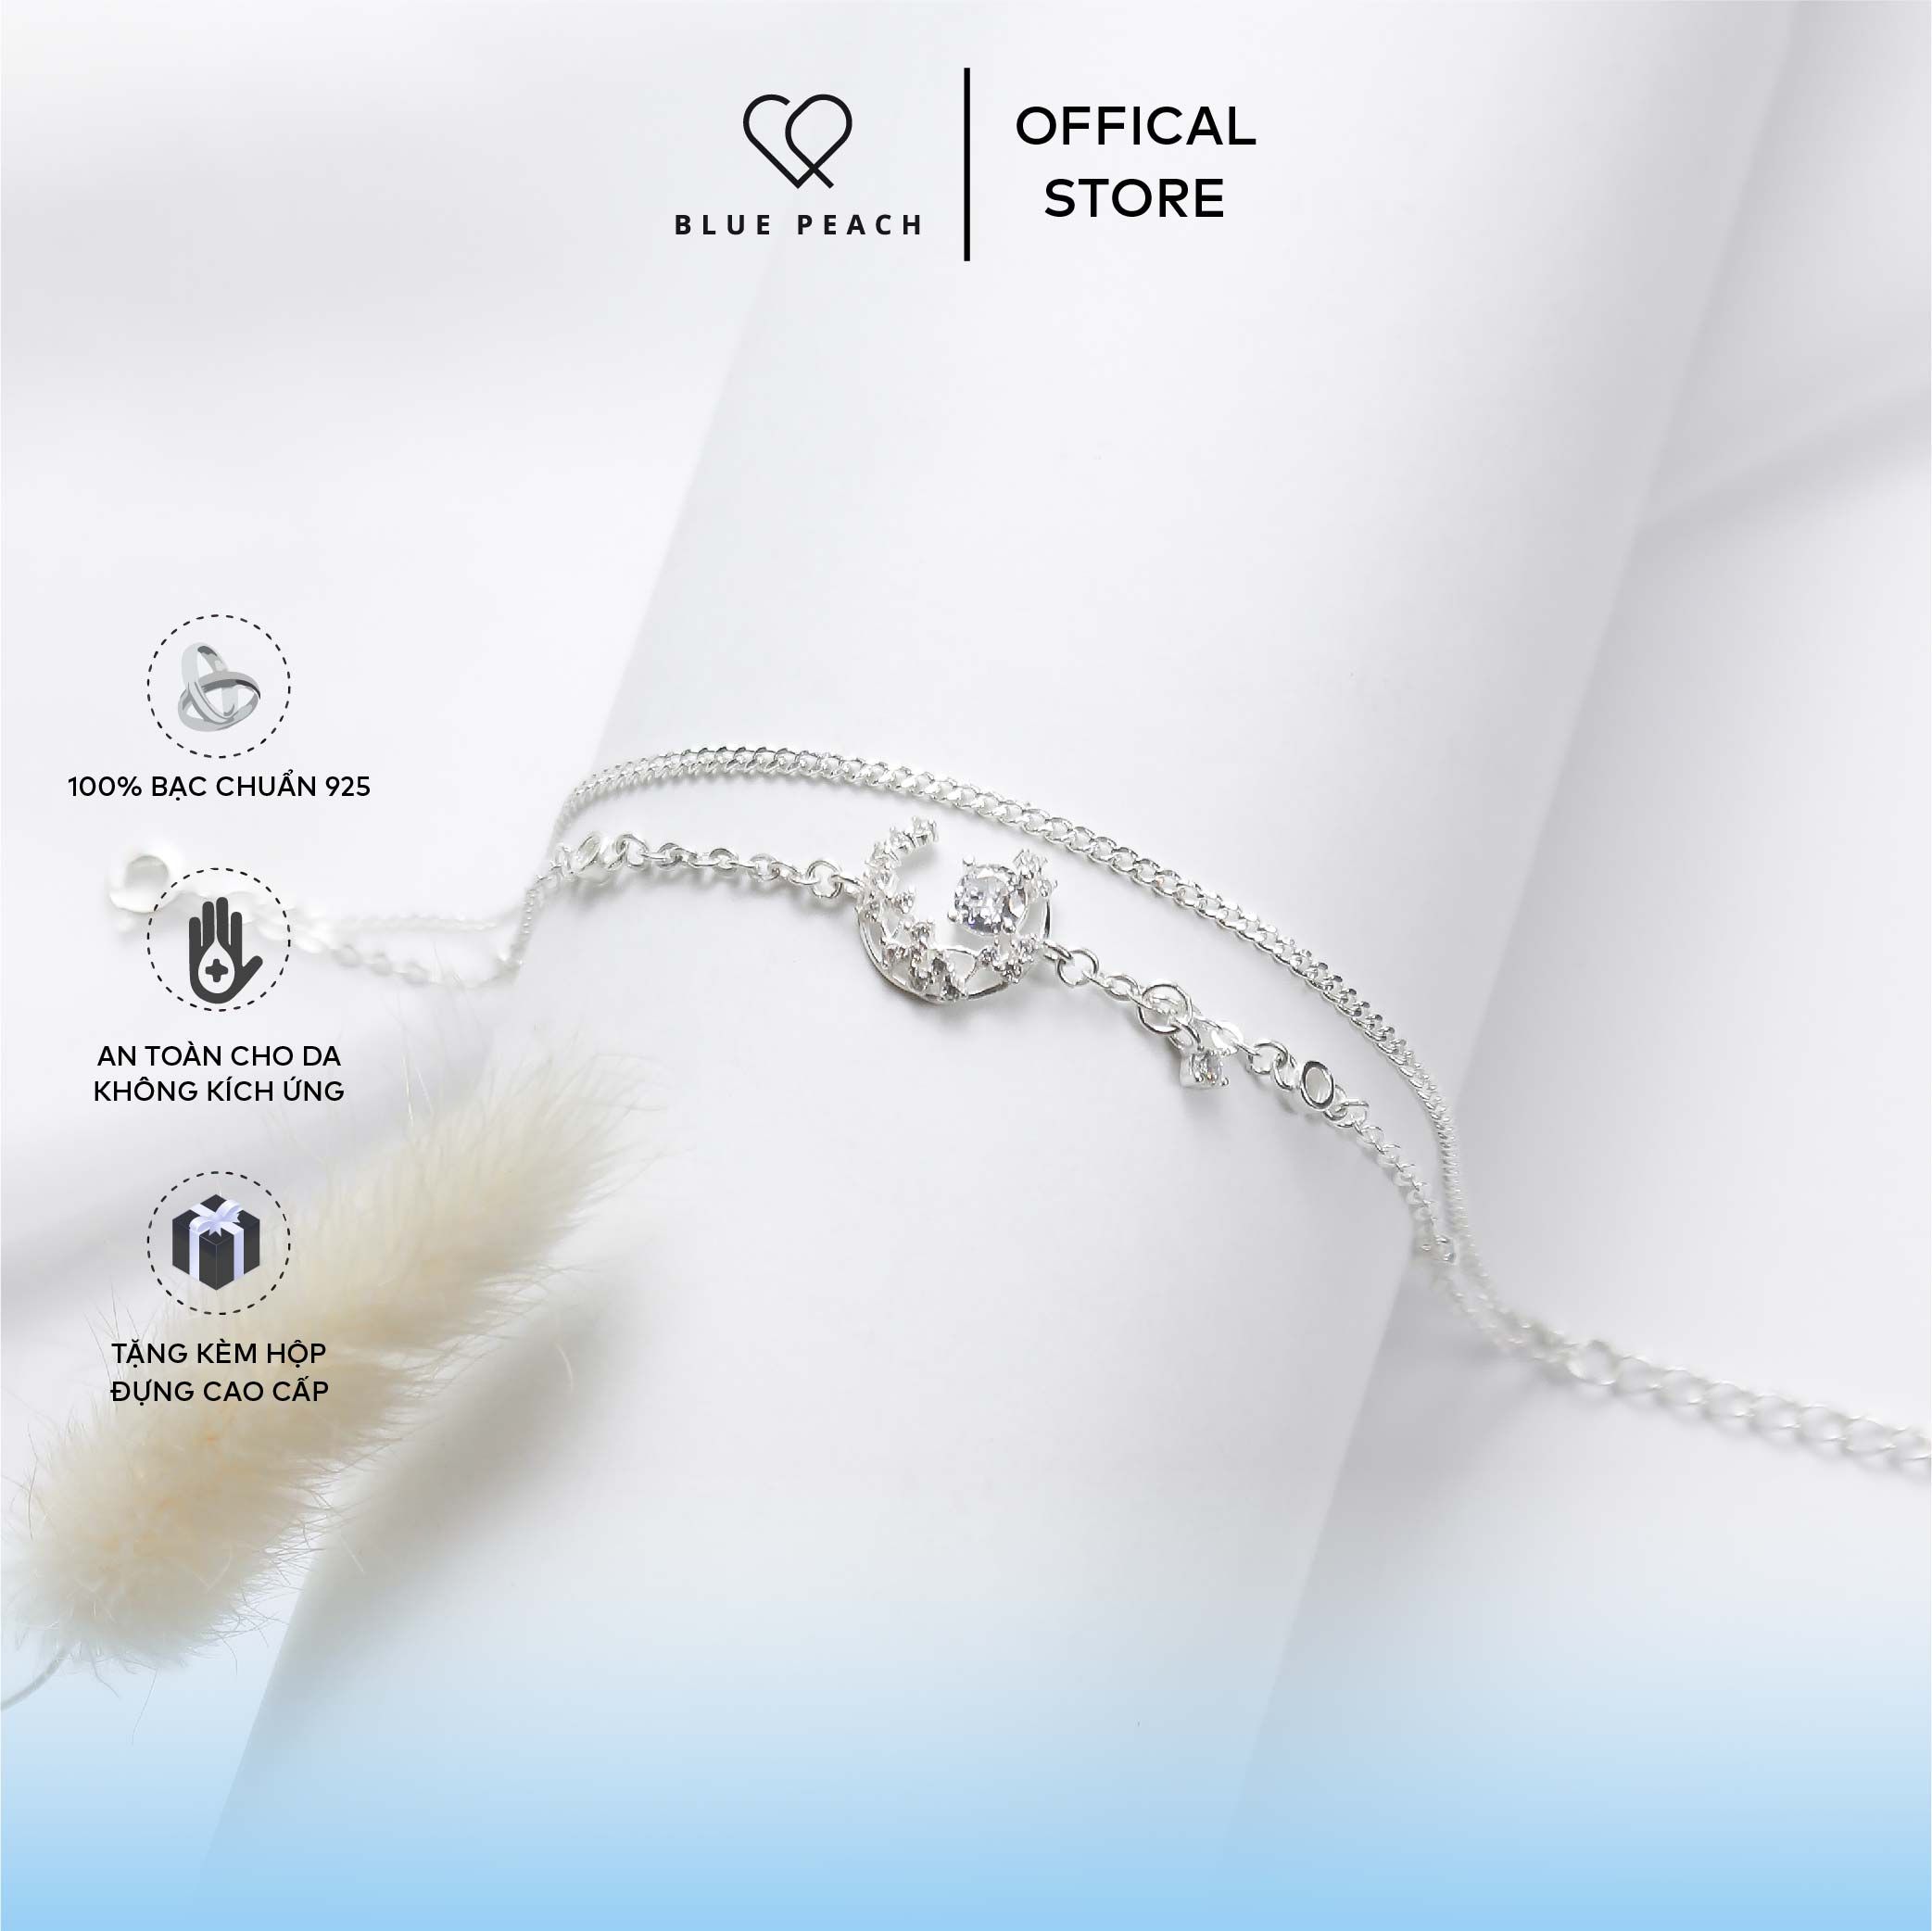 BLUE PEACH
OFFICAL
STORE
100% BẠC CHUẨN 925
AN TOÀN CHO DA
KHÔNG KÍCH ỨNG
TẶNG KÈM HỘP
ĐỰNG CAO CẤP